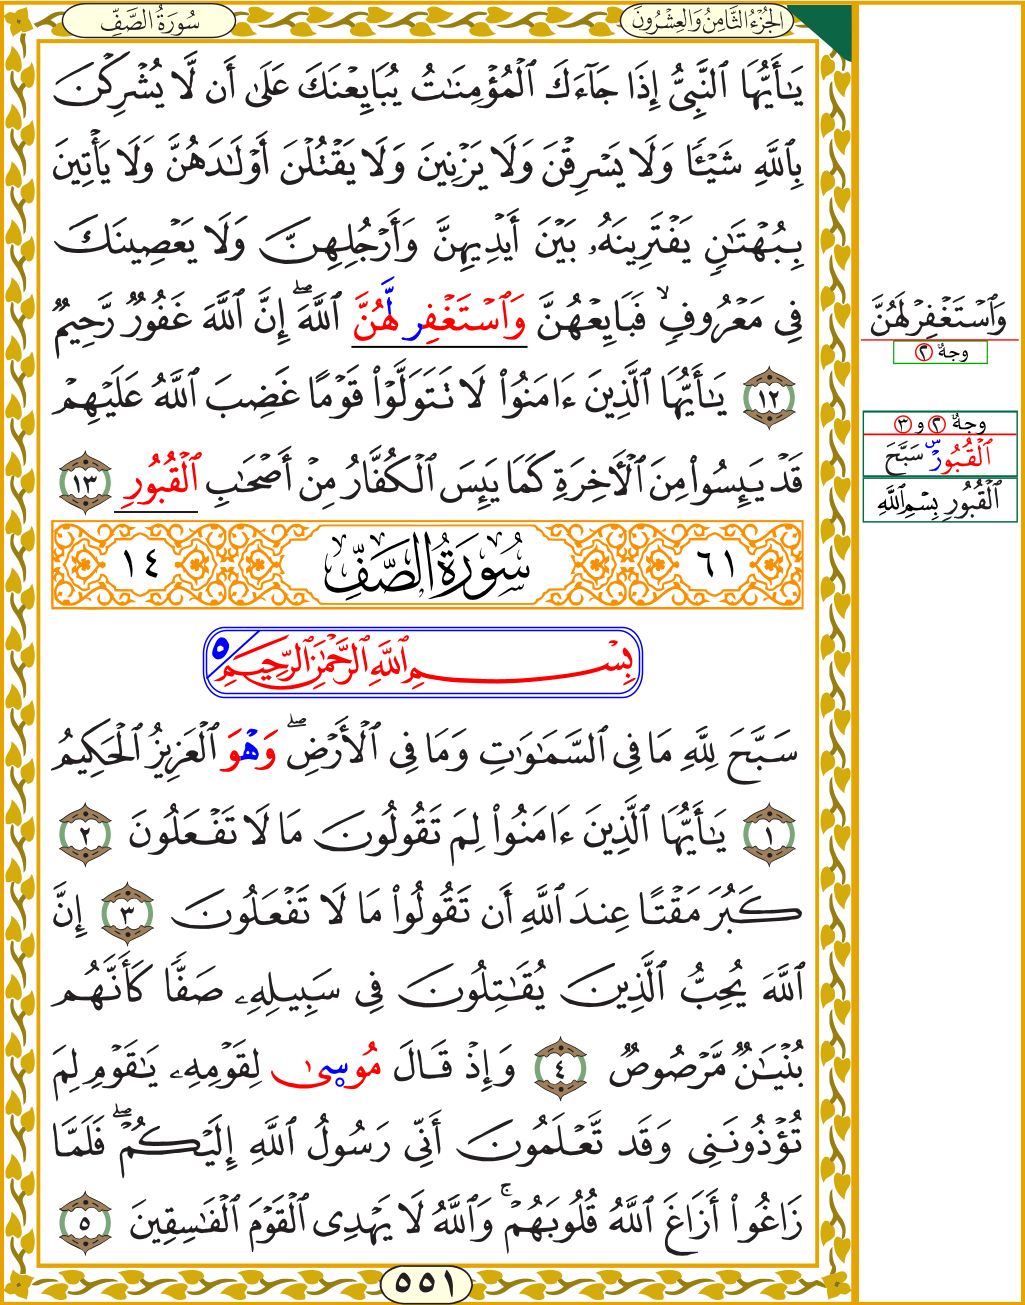 سُورَةُ الصَّفِّ
الجُزْءُ الثَّامِنُ وَالعِشْرُونَ
يَـٰٓأَيُّهَا ٱلنَّبِىُّ إِذَا جَآءَكَ ٱلْمُؤْمِنَـٰتُ يُبَايِعْنَكَ عَلَىٰٓ أَن لَّا يُشْرِكْنَ
بِٱللَّهِ شَيْـًٔا وَلَا يَسْرِقْنَ وَلَا يَزْنِينَ وَلَا يَقْتُلْنَ أَوْلَـٰدَهُنَّ وَلَا يَأْتِينَ
بِبُهْتَـٰنٍ يَفْتَرِينَهُۥ بَيْنَ أَيْدِيهِنَّ وَأَرْجُلِهِنَّ وَلَا يَعْصِينَكَ
فِى مَعْرُوفٍ ۙ فَبَايِعْهُنَّ وَٱسْتَغْفِر لَّهُنَّ ٱللَّهَ ۖ إِنَّ ٱللَّهَ غَفُورٌ رَّحِيمٌ
١٢ يَـٰٓأَيُّهَا ٱلَّذِينَ ءَامَنُوا۟ لَا تَتَوَلَّوْا۟ قَوْمًا غَضِبَ ٱللَّهُ عَلَيْهِمْ
قَدْ يَئِسُوا۟ مِنَ ٱلْـَٔاخِرَةِ كَمَا يَئِسَ ٱلْكُفَّارُ مِنْ أَصْحَـٰبِ ٱلْقُبُورِ ١٣
٦١ سُورَةُ الصَّفِّ ١٤
بِسْمِ ٱللَّهِ ٱلرَّحْمَـٰنِ ٱلرَّحِيمِ ٥
سَبَّحَ لِلَّهِ مَا فِى ٱلسَّمَـٰوَٰتِ وَمَا فِى ٱلْأَرْضِ ۖ وَهْوَ ٱلْعَزِيزُ ٱلْحَكِيمُ
١ يَـٰٓأَيُّهَا ٱلَّذِينَ ءَامَنُوا۟ لِمَ تَقُولُونَ مَا لَا تَفْعَلُونَ ٢
كَبُرَ مَقْتًا عِندَ ٱللَّهِ أَن تَقُولُوا۟ مَا لَا تَفْعَلُونَ ٣ إِنَّ
ٱللَّهَ يُحِبُّ ٱلَّذِينَ يُقَـٰتِلُونَ فِى سَبِيلِهِۦ صَفًّا كَأَنَّهُم
بُنْيَـٰنٌ مَّرْصُوصٌ ٤ وَإِذْ قَالَ مُوسَىٰ لِقَوْمِهِۦ يَـٰقَوْمِ لِمَ
تُؤْذُونَنِى وَقَد تَّعْلَمُونَ أَنِّى رَسُولُ ٱللَّهِ إِلَيْكُمْ ۖ فَلَمَّا
زَاغُوٓا۟ أَزَاغَ ٱللَّهُ قُلُوبَهُمْ ۚ وَٱللَّهُ لَا يَهْدِى ٱلْقَوْمَ ٱلْفَـٰسِقِينَ ٥
٥٥١
وَٱسْتَغْفِرْ لَهُنَّ
وجهٌ ٢
وجهٌ ٢ و ٣
ٱلْقُبُورِ س سَبَّحَ
ٱلْقُبُورِ بِسْمِ ٱللَّهِ